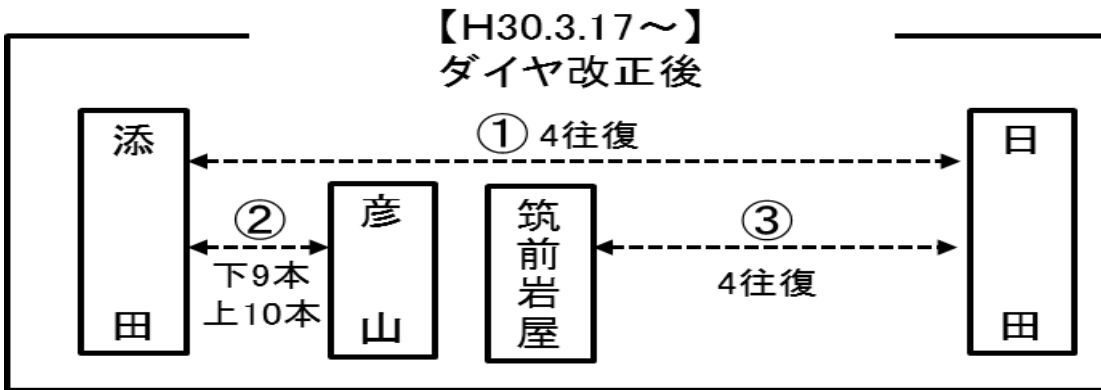 【H30.3.17～】
ダイヤ改正後
添田
① 4往復
日田
②
下9本
上10本
彦山
筑前岩屋
③
4往復